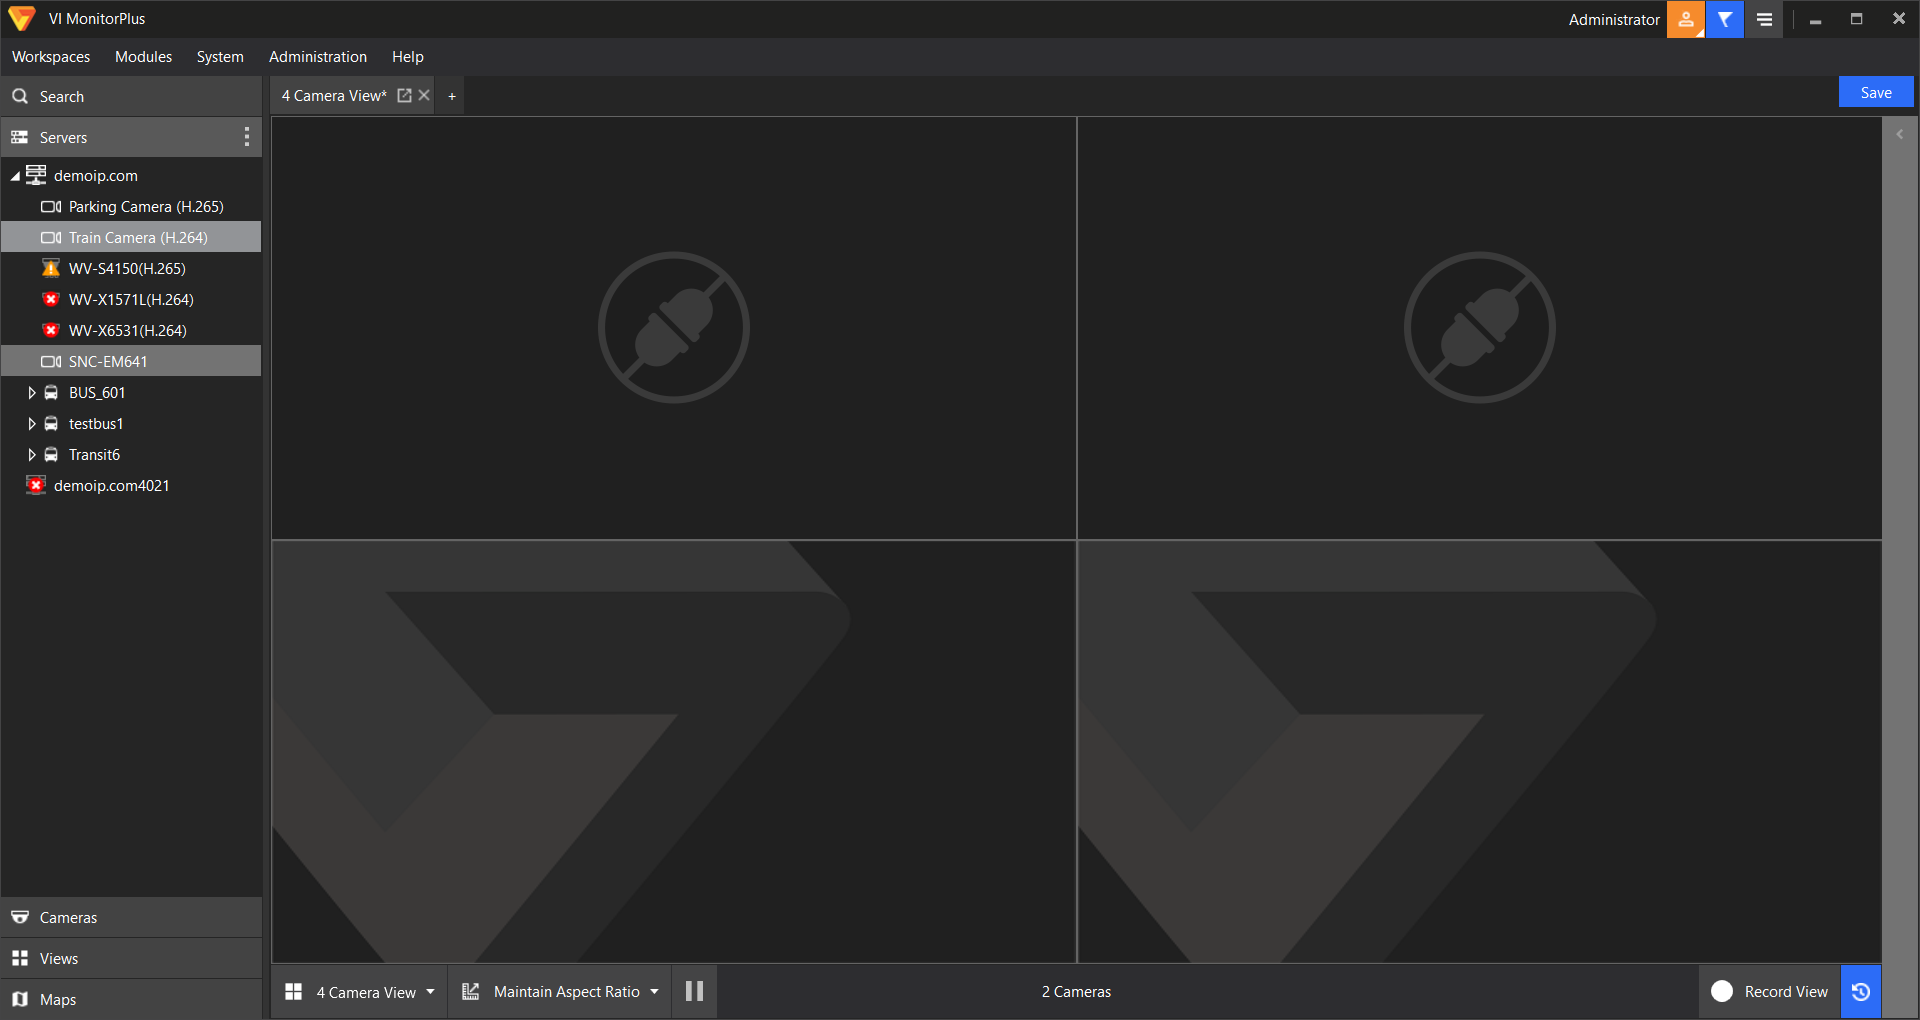 VI MonitorPlus
Administrator
Workspaces Modules System Administration Help
Search
4 Camera View* +
Save
Servers
demoip.com
Parking Camera (H.265)
Train Camera (H.264)
WV-S4150(H.265)
WV-X1571L(H.264)
WV-X6531(H.264)
SNC-EM641
BUS_601
testbus1
Transit6
demoip.com4021
Cameras
Views
Maps
4 Camera View
Maintain Aspect Ratio
2 Cameras
Record View